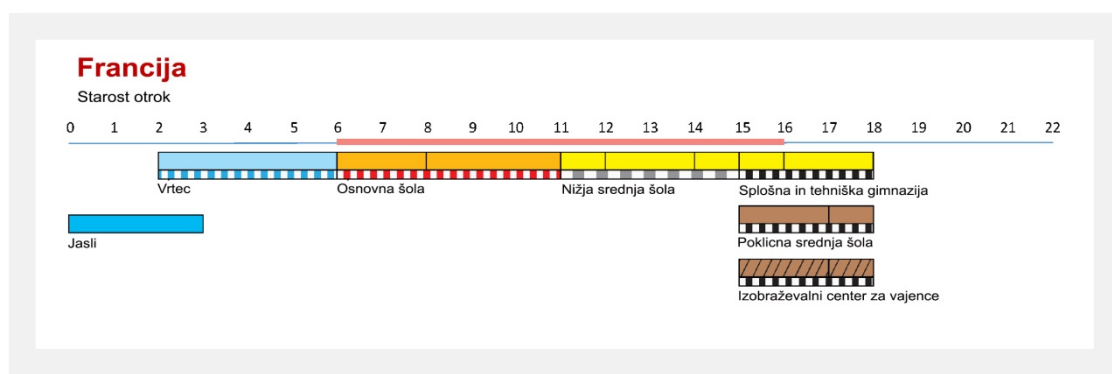 Francija
Starost otrok
0 1 2 3 4 5 6 7 8 9 10 11 12 13 14 15 16 17 18 19 20 21 22
Vrtec Osnovna šola Nižja srednja šola Splošna in tehniška gimnazija
Jasli Poklicna srednja šola
Izobraževalni center za vajence